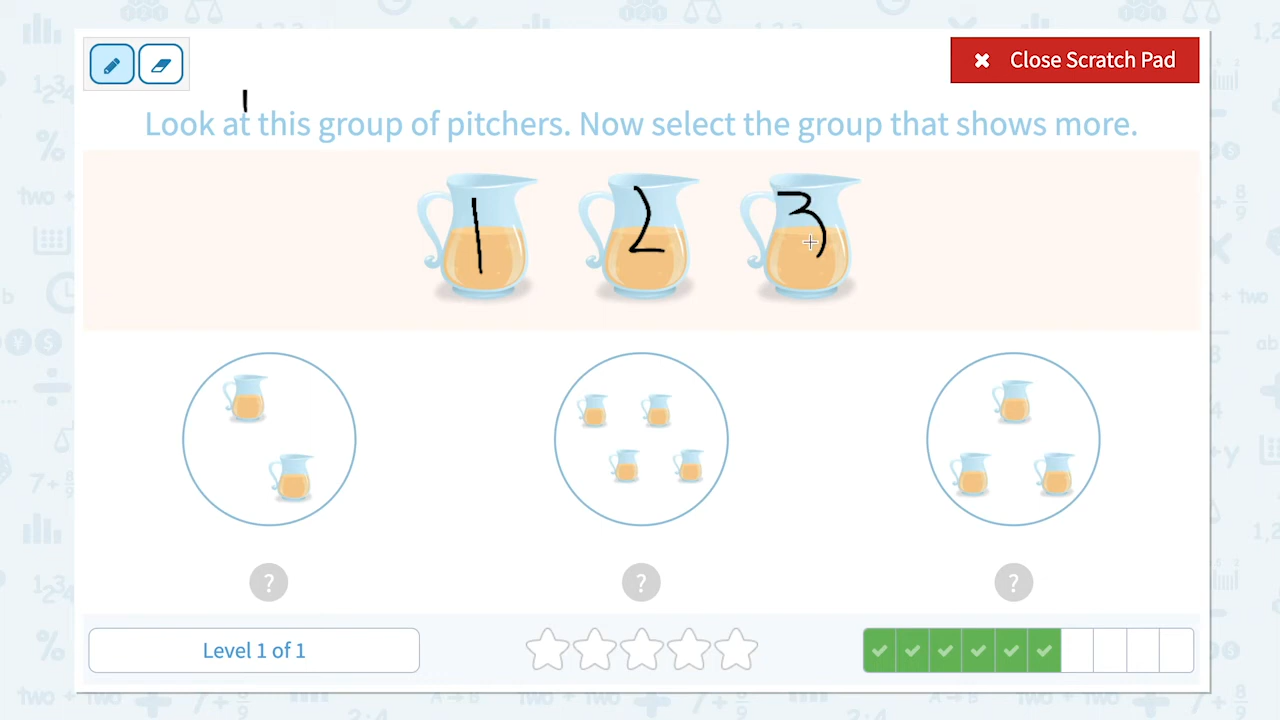 Close Scratch Pad
1
Look at this group of pitchers. Now select the group that shows more.
1 2 3
? ? ?
Level 1 of 1